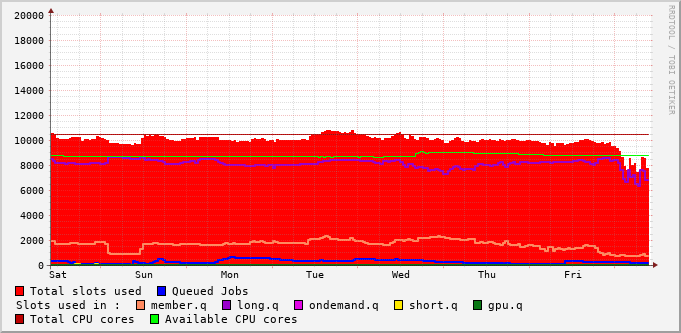 RRDTOOL / TOBI OETIKER
20000
18000
16000
14000
12000
10000
8000
6000
4000
2000
0
Sat Sun Mon Tue Wed Thu Fri
Total slots used Queued Jobs
Slots used in : member.q long.q ondemand.q short.q gpu.q
Total CPU cores Available CPU cores